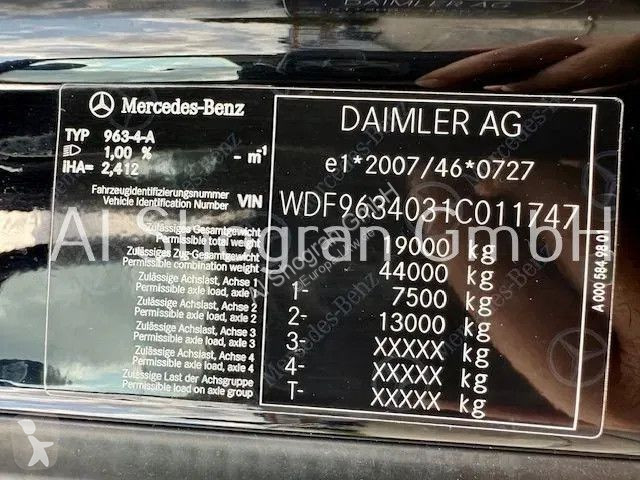 DAIMLER AG
Mercedes-Benz
DAIMLER AG
TYP 963-4-A
1,00 % - m-1
iHA= 2,412
e1*2007/46*0727
Fahrzeugidentifizierungsnummer
Vehicle Identification Number VIN
WDF9634031C011747
Zulässiges Gesamtgewicht
Permissible total weight
19000 kg
Zulässiges Zug-Gesamtgewicht
Permissible combination weight
44000 kg
Zulässige Achslast, Achse 1
Permissible axle load, axle 1
1- 7500 kg
Zulässige Achslast, Achse 2
Permissible axle load, axle 2
2- 13000 kg
Zulässige Achslast, Achse 3
Permissible axle load, axle 3
3- XXXXX kg
Zulässige Achslast, Achse 4
Permissible axle load, axle 4
4- XXXXX kg
Zulässige Last der Achsgruppe
Permissible load on axle group
T- XXXXX kg
A 000 584 98 01
Al Shogran GmbH